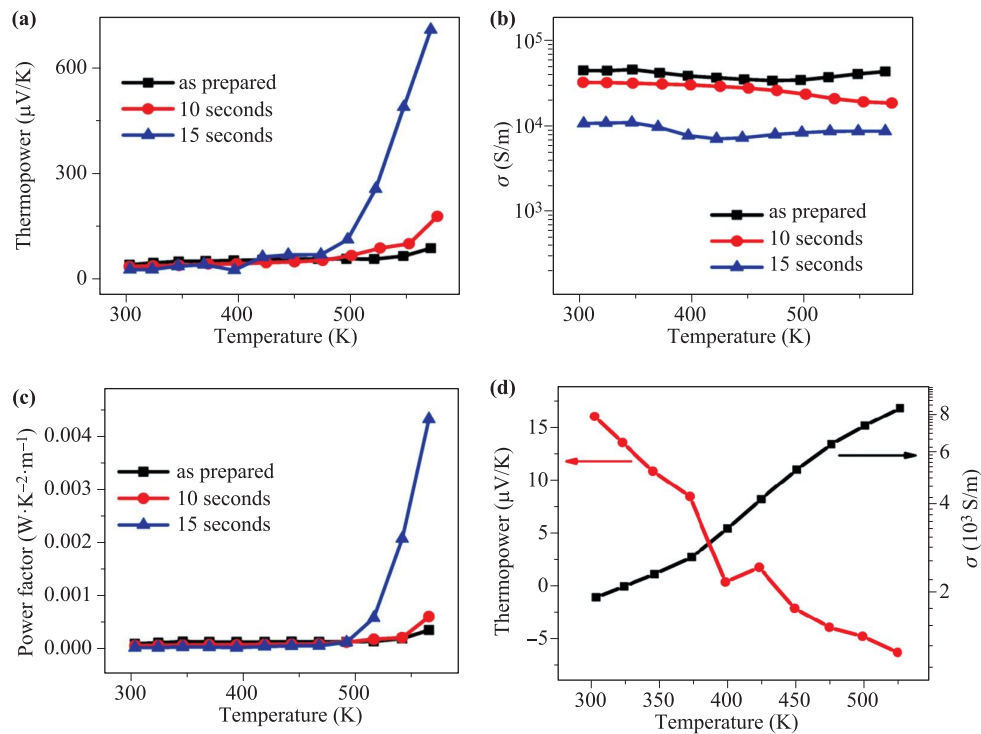 (a)
Thermopower (µV/K)
600
300
0
as prepared
10 seconds
15 seconds
300
400
500
Temperature (K)
(b)
σ (S/m)
10⁵
10⁴
10³
as prepared
10 seconds
15 seconds
300
400
500
Temperature (K)
(c)
Power factor (W·K⁻²·m⁻¹)
0.004
0.003
0.002
0.001
0.000
as prepared
10 seconds
15 seconds
300
400
500
Temperature (K)
(d)
Thermopower (µV/K)
15
10
5
0
−5
8
6
4
2
σ (10³ S/m)
300
350
400
450
500
Temperature (K)